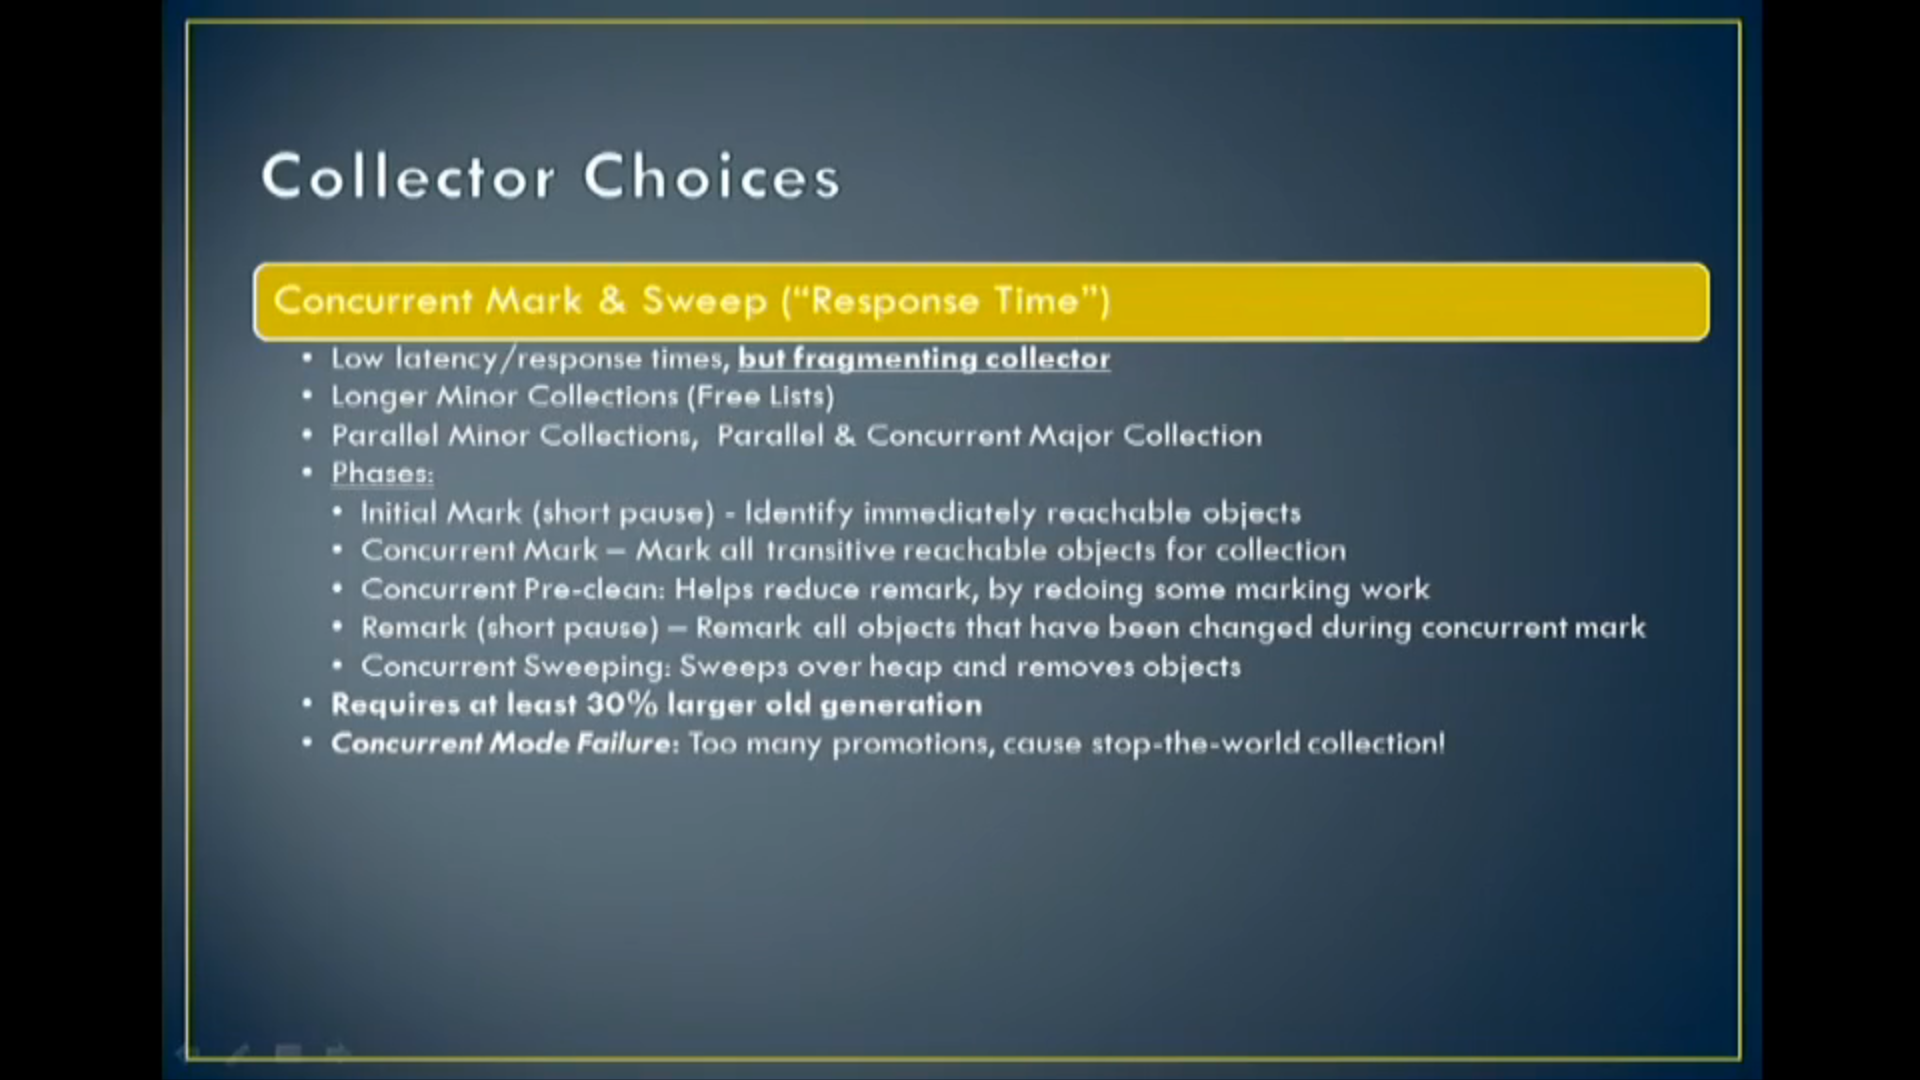 Collector Choices
Concurrent Mark & Sweep (“Response Time”)
• Low latency/response times, but fragmenting collector
• Longer Minor Collections (Free Lists)
• Parallel Minor Collections, Parallel & Concurrent Major Collection
• Phases:
• Initial Mark (short pause) - Identify immediately reachable objects
• Concurrent Mark – Mark all transitive reachable objects for collection
• Concurrent Pre-clean: Helps reduce remark, by redoing some marking work
• Remark (short pause) – Remark all objects that have been changed during concurrent mark
• Concurrent Sweeping: Sweeps over heap and removes objects
• Requires at least 30% larger old generation
• Concurrent Mode Failure: Too many promotions, cause stop-the-world collection!